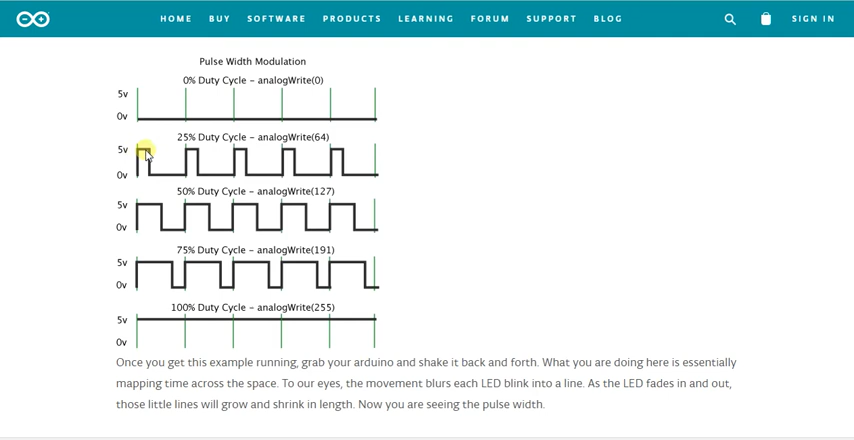 HOME BUY SOFTWARE PRODUCTS LEARNING FORUM SUPPORT BLOG SIGN IN
Pulse Width Modulation
0% Duty Cycle – analogWrite(0)
5v
0v
25% Duty Cycle – analogWrite(64)
5v
0v
50% Duty Cycle – analogWrite(127)
5v
0v
75% Duty Cycle – analogWrite(191)
5v
0v
100% Duty Cycle – analogWrite(255)
5v
0v
Once you get this example running, grab your arduino and shake it back and forth. What you are doing here is essentially
mapping time across the space. To our eyes, the movement blurs each LED blink into a line. As the LED fades in and out,
those little lines will grow and shrink in length. Now you are seeing the pulse width.